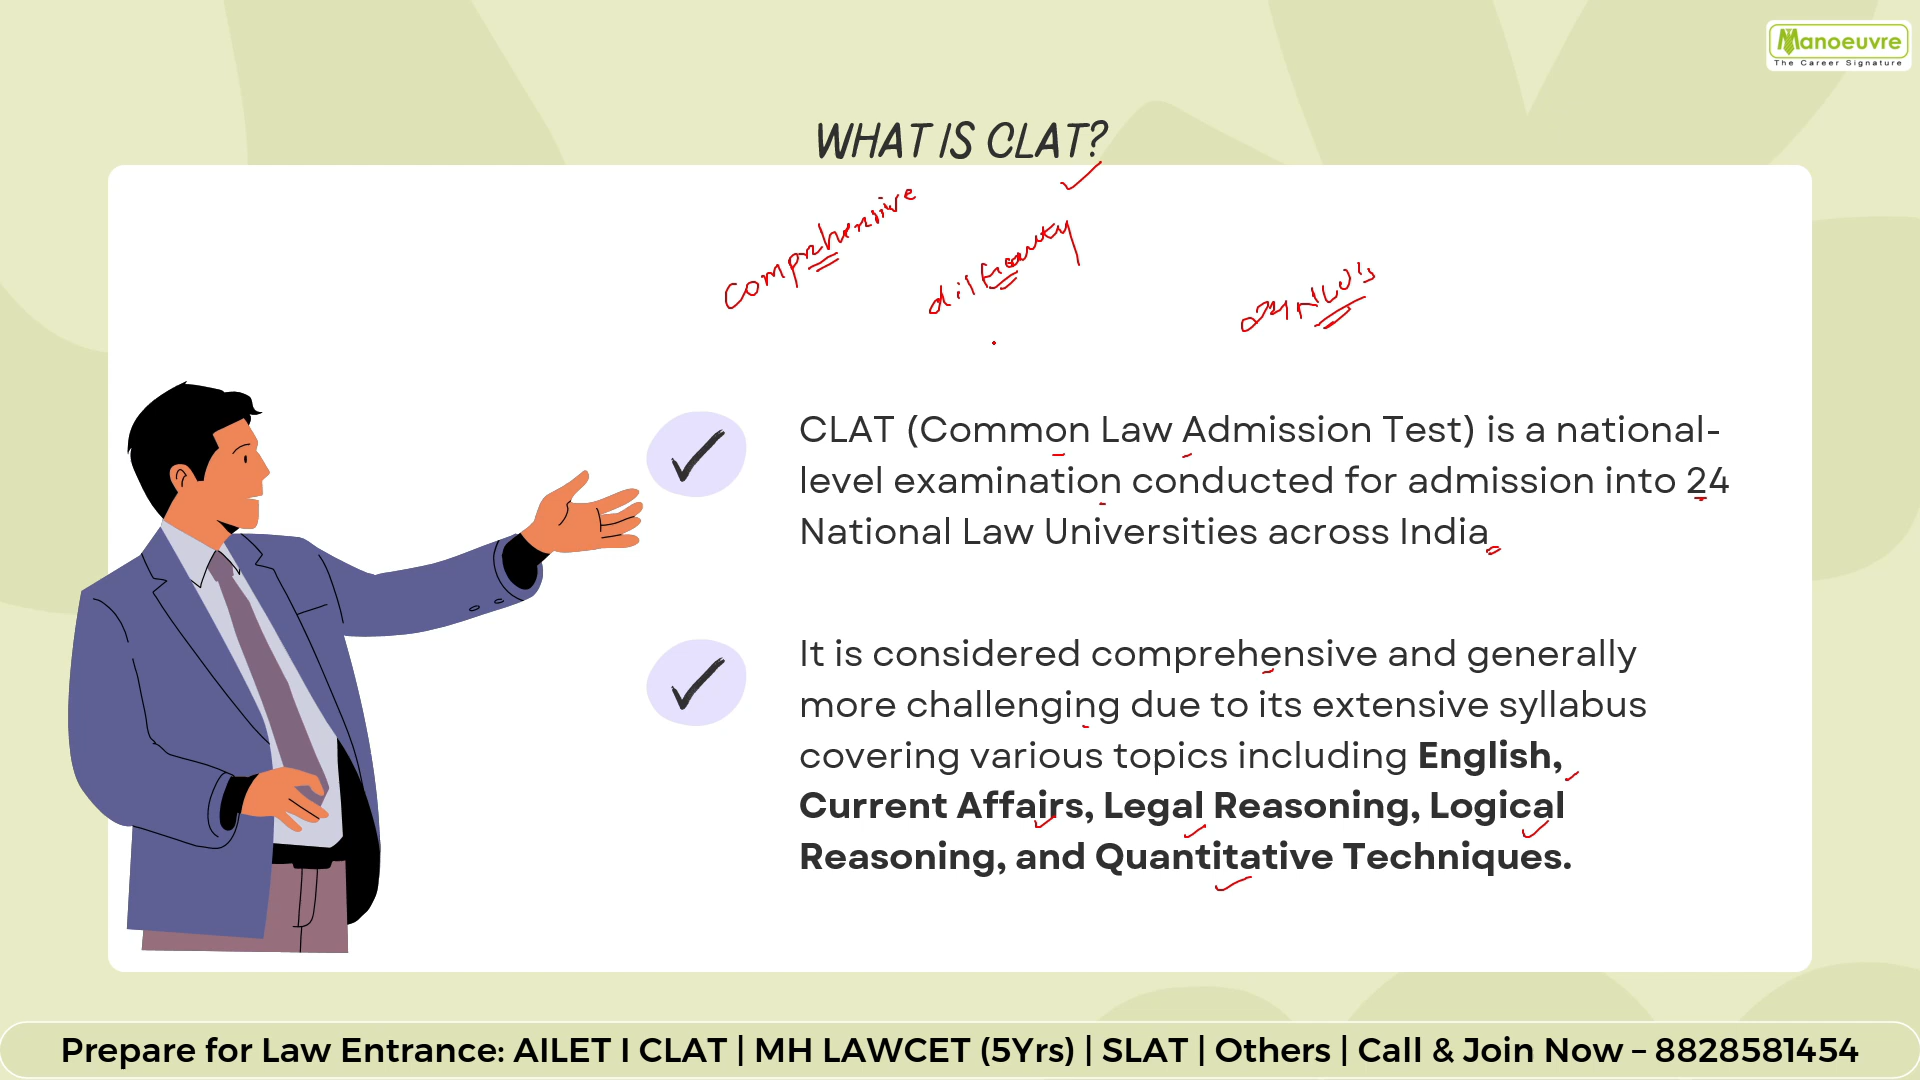 Manoeuvre
The Career Signature
WHAT IS CLAT?
comprehensive
24 NLU's
CLAT (Common Law Admission Test) is a national-
level examination conducted for admission into 24
National Law Universities across India
It is considered comprehensive and generally
more challenging due to its extensive syllabus
covering various topics including English,
Current Affairs, Legal Reasoning, Logical
Reasoning, and Quantitative Techniques.
Prepare for Law Entrance: AILET I CLAT | MH LAWCET (5Yrs) | SLAT | Others | Call & Join Now – 8828581454